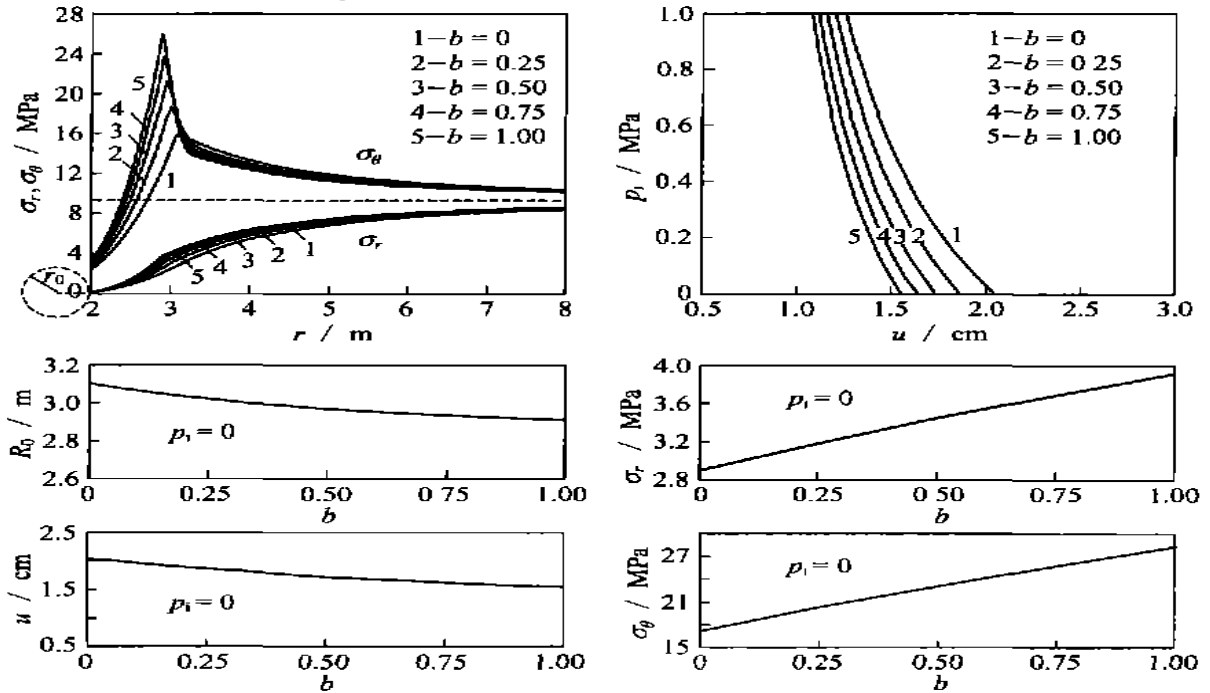 28
24
20
16
12
8
4
0
σr, σθ / MPa
1−b = 0
2−b = 0.25
3−b = 0.50
4−b = 0.75
5−b = 1.00
5
4
3
2
1
σθ
σr
5 4 3 2 1
r0
2 3 4 5 6 7 8
r / m
1.0
0.8
0.6
0.4
0.2
0
pi / MPa
1−b = 0
2−b = 0.25
3−b = 0.50
4−b = 0.75
5−b = 1.00
5 4 3 2 1
0.5 1.0 1.5 2.0 2.5 3.0
u / cm
3.2
3.0
2.8
2.6
R0 / m
pi = 0
0 0.25 0.50 0.75 1.00
b
4.0
3.6
3.2
2.8
σr / MPa
pi = 0
0 0.25 0.50 0.75 1.00
b
2.5
1.5
0.5
u / cm
pi = 0
0 0.25 0.50 0.75 1.00
b
27
21
15
σθ / MPa
pi = 0
0 0.25 0.50 0.75 1.00
b